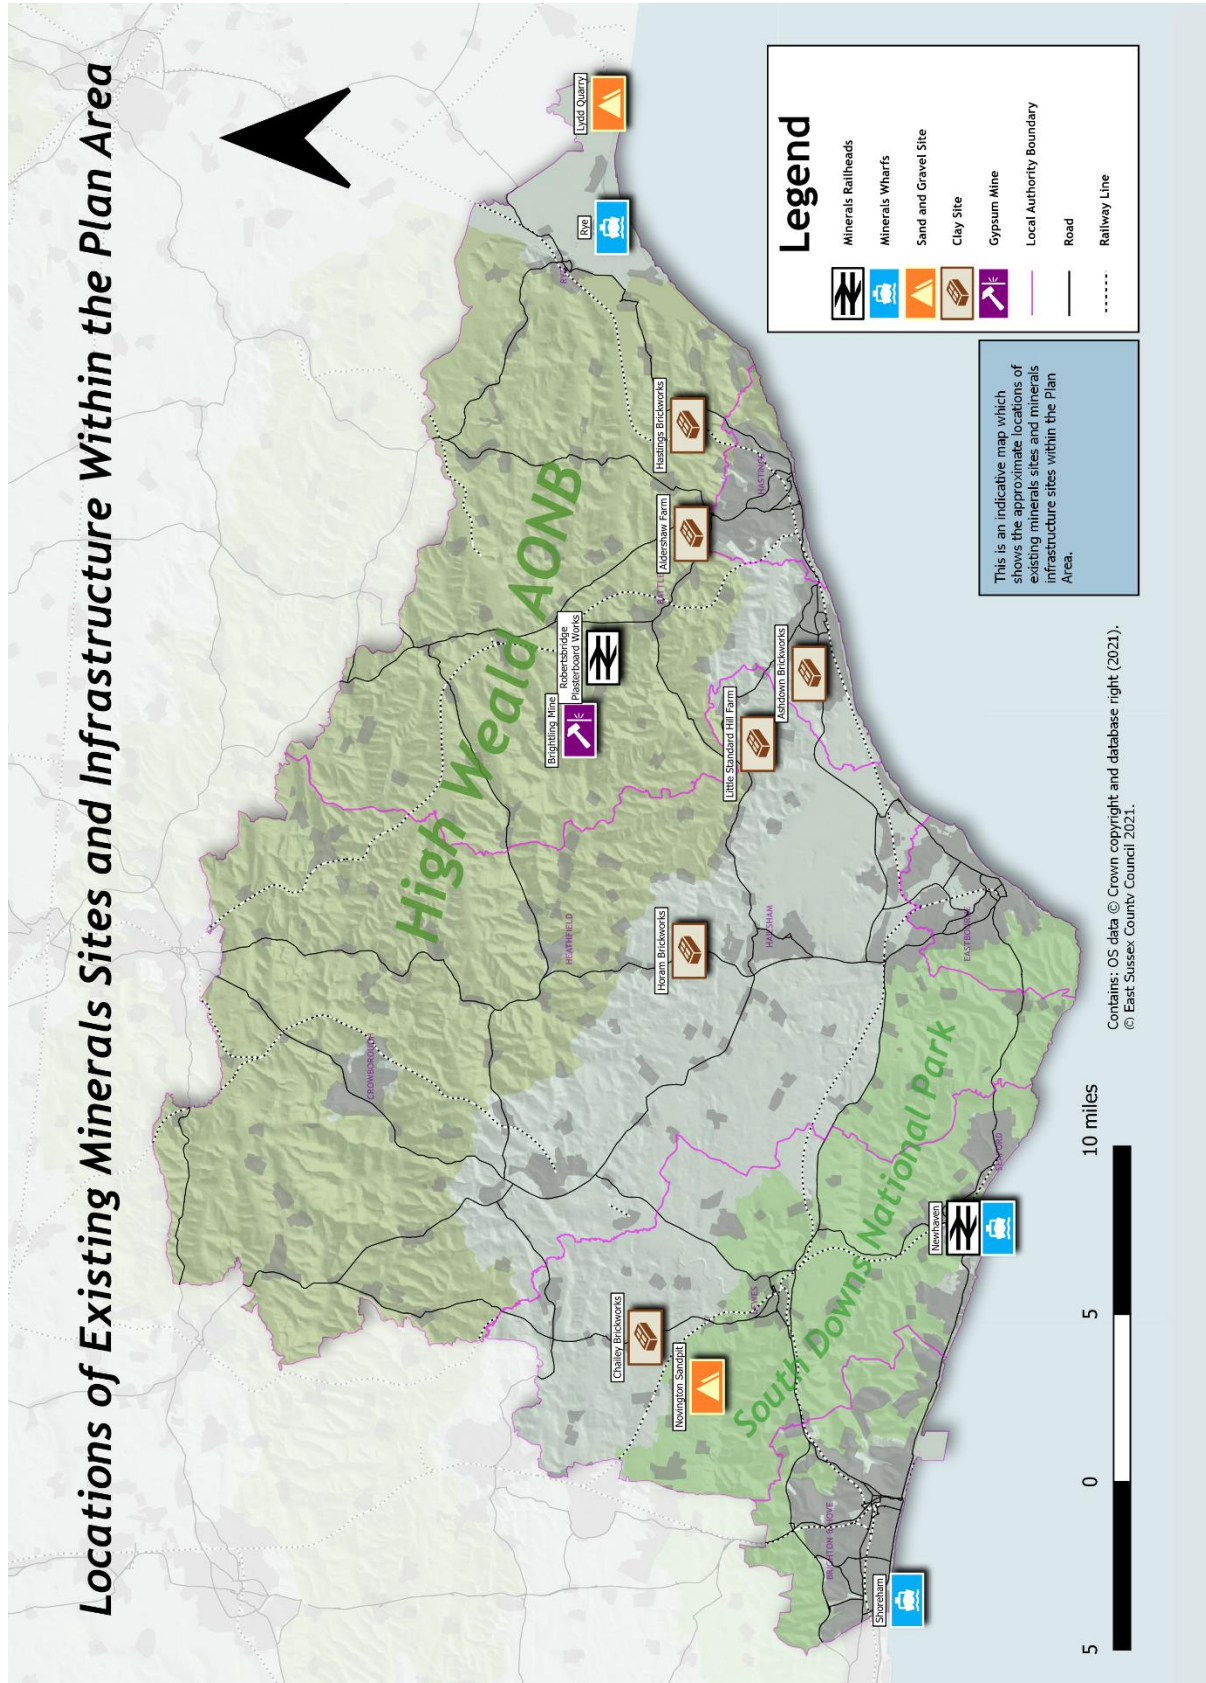 Locations of Existing Minerals Sites and Infrastructure Within the Plan Area
High Weald AONB
South Downs National Park
CROWBOROUGH
HEATHFIELD
Brightling Mine
Robertsbridge
Plasterboard Works
BATTLE
Aldershaw Farm
Hastings Brickworks
HASTINGS
RYE
Rye
Lydd Quarry
Chailey Brickworks
Novington Sandpit
LEWES
Horam Brickworks
HAILSHAM
Little Standard Hill Farm
Ashdown Brickworks
EASTBOURNE
SEAFORD
Newhaven
BRIGHTON & HOVE
Shoreham
Legend
Minerals Railheads
Minerals Wharfs
Sand and Gravel Site
Clay Site
Gypsum Mine
Local Authority Boundary
Road
Railway Line
This is an indicative map which
shows the approximate locations of
existing minerals sites and minerals
infrastructure sites within the Plan
Area.
5 0 5 10 miles
Contains: OS data © Crown copyright and database right (2021).
© East Sussex County Council 2021.